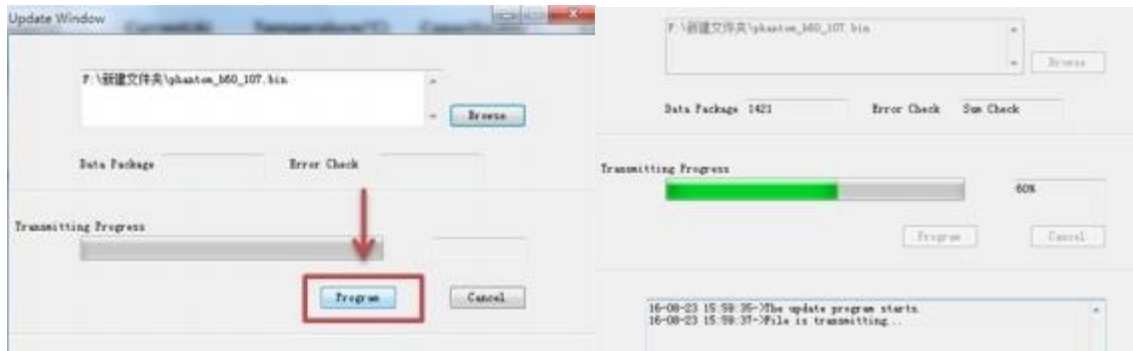 Update Window
F:\新建文件夹\phantom_b60_107.bin
Browse
Data Package
Error Check
Transmitting Progress
Program
Cancel
F:\新建文件夹\phantom_b60_107.bin
Browse
Data Package 1421
Error Check Sum Check
Transmitting Progress
60%
Program
Cancel
16-08-23 15:59:35->The update program starts.
16-08-23 15:59:37->File is transmitting...